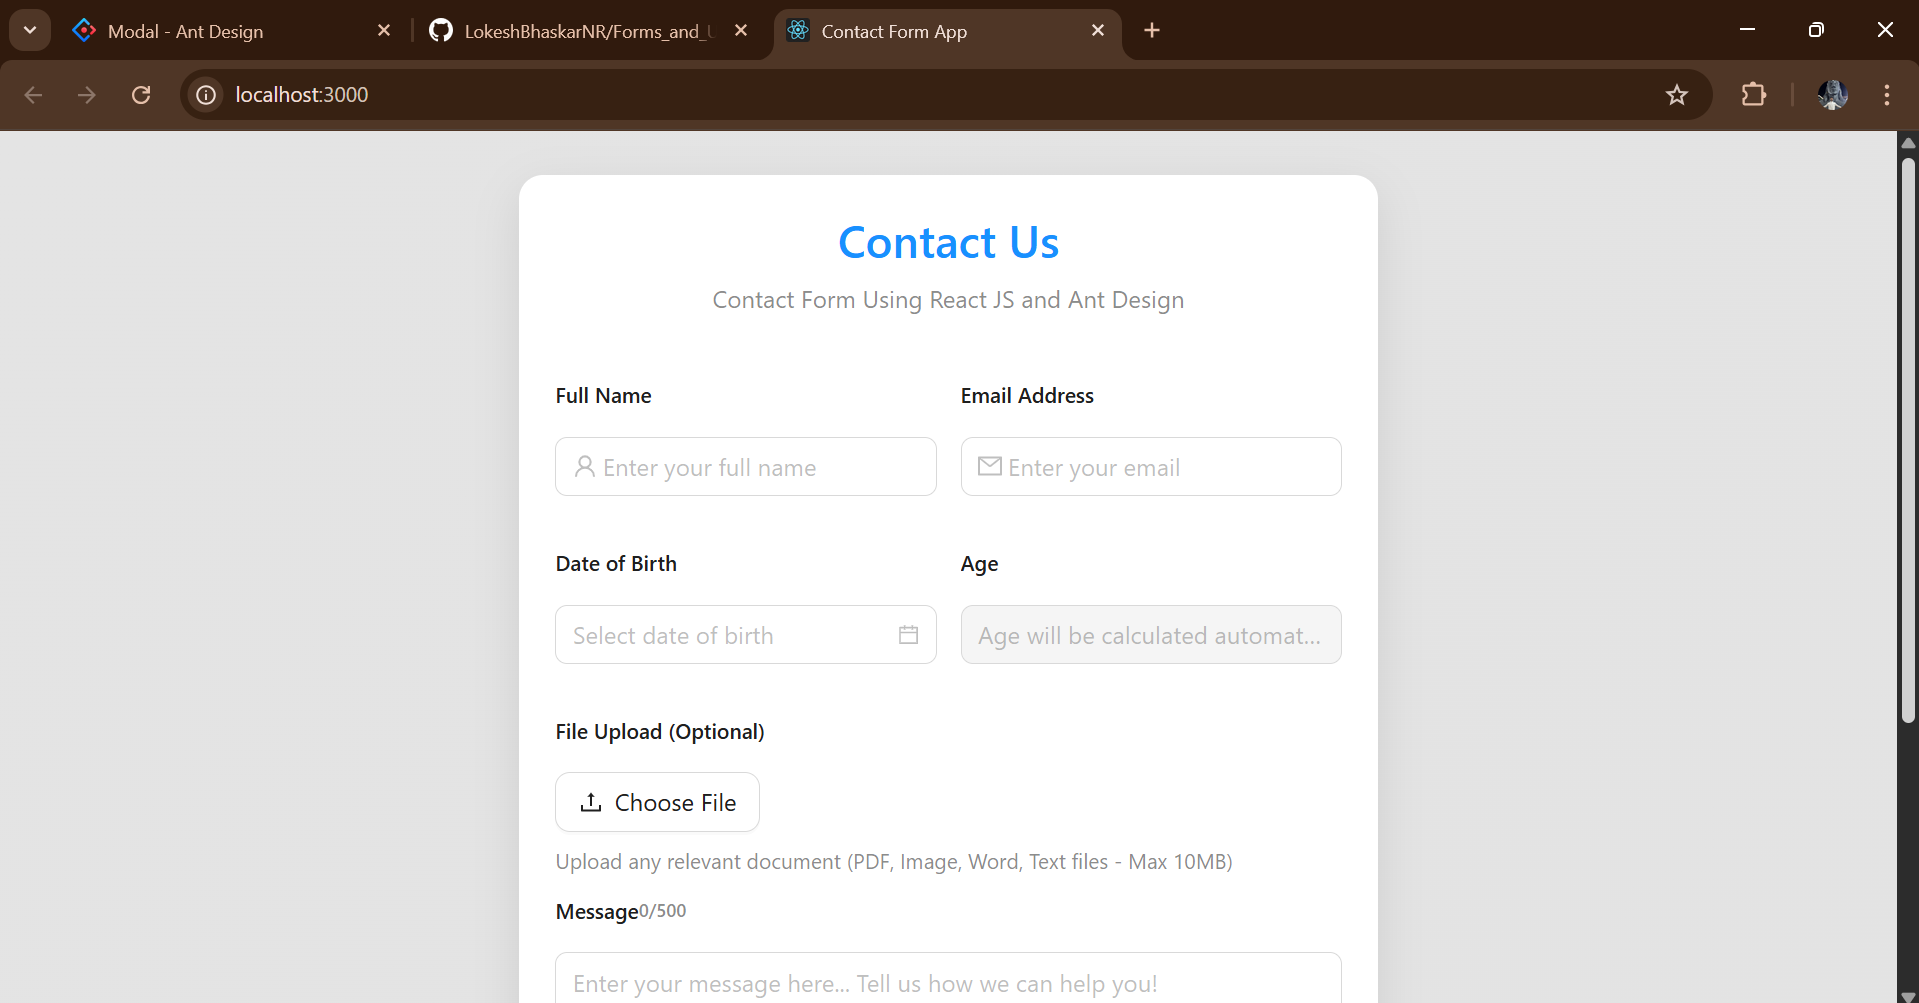 Modal - Ant Design
LokeshBhaskarNR/Forms_and_U
Contact Form App
localhost:3000
Contact Us
Contact Form Using React JS and Ant Design
Full Name
Email Address
Enter your full name
Enter your email
Date of Birth
Age
Select date of birth
Age will be calculated automat...
File Upload (Optional)
Choose File
Upload any relevant document (PDF, Image, Word, Text files - Max 10MB)
Message0/500
Enter your message here... Tell us how we can help you!